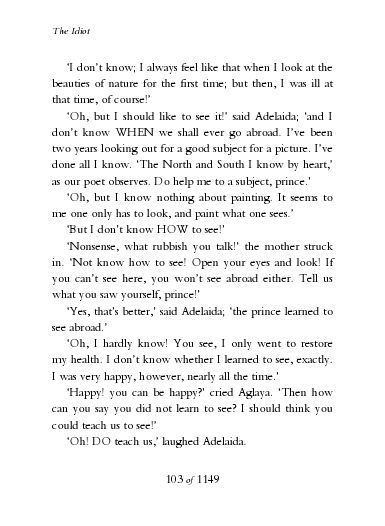 The Idiot
‘I don’t know; I always feel like that when I look at the
beauties of nature for the first time; but then, I was ill at
that time, of course!’
‘Oh, but I should like to see it!’ said Adelaida; ‘and I
don’t know WHEN we shall ever go abroad. I’ve been
two years looking out for a good subject for a picture. I’ve
done all I know. ‘The North and South I know by heart,’
as our poet observes. Do help me to a subject, prince.’
‘Oh, but I know nothing about painting. It seems to
me one only has to look, and paint what one sees.’
‘But I don’t know HOW to see!’
‘Nonsense, what rubbish you talk!’ the mother struck
in. ‘Not know how to see! Open your eyes and look! If
you can’t see here, you won’t see abroad either. Tell us
what you saw yourself, prince!’
‘Yes, that’s better,’ said Adelaida; ‘the prince learned to
see abroad.’
‘Oh, I hardly know! You see, I only went to restore
my health. I don’t know whether I learned to see, exactly.
I was very happy, however, nearly all the time.’
‘Happy! you can be happy?’ cried Aglaya. ‘Then how
can you say you did not learn to see? I should think you
could teach us to see!’
‘Oh! DO teach us,’ laughed Adelaida.
103 of 1149